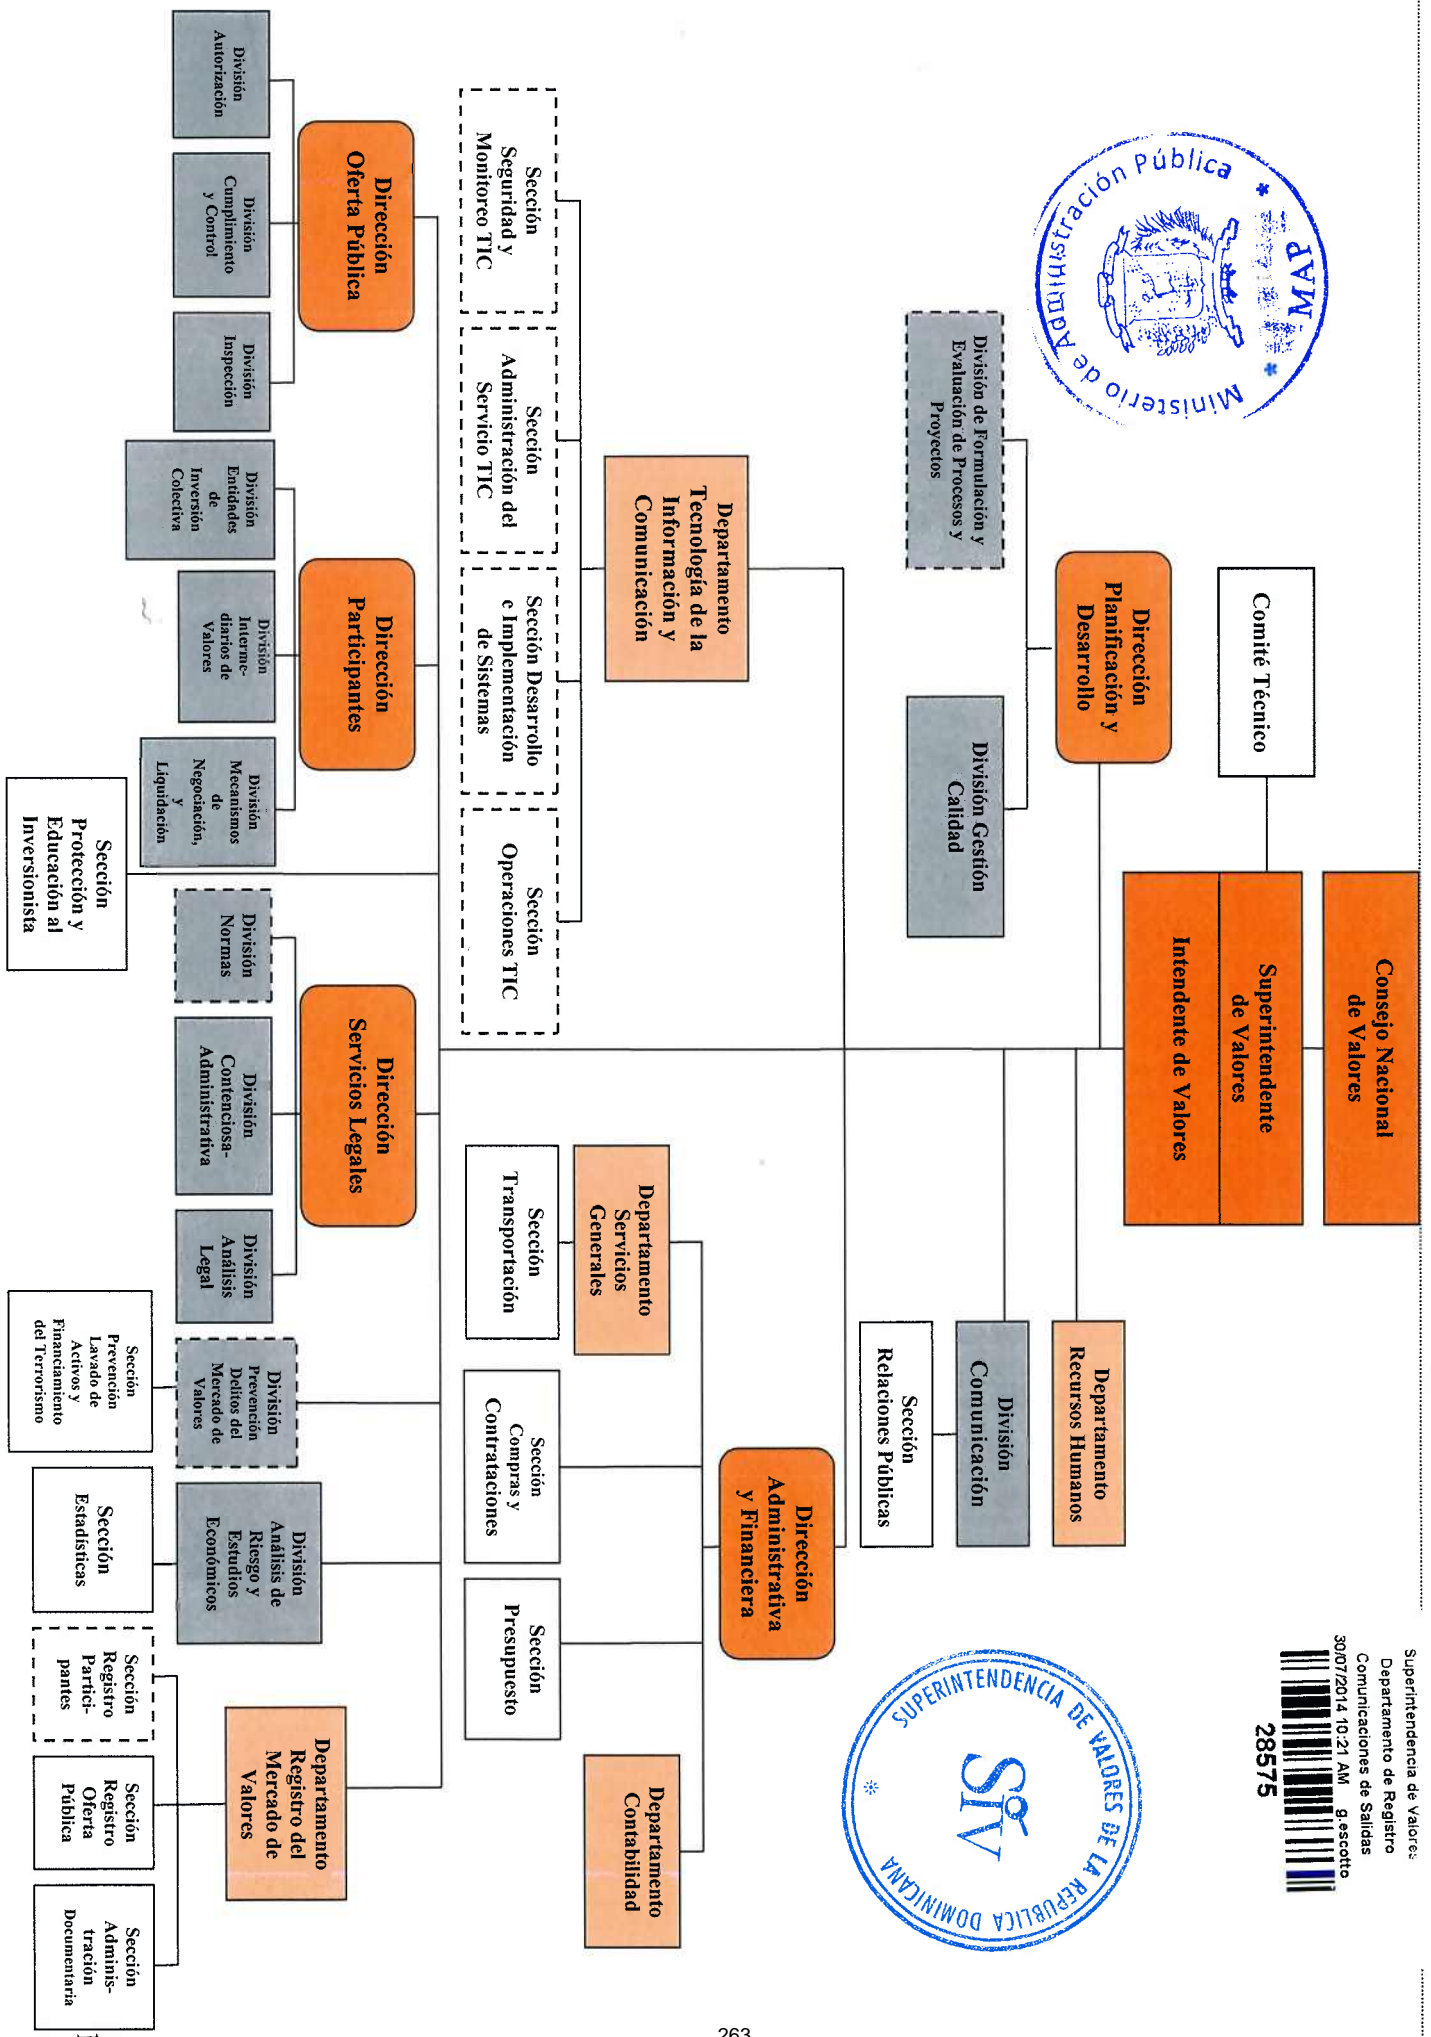 Superintendencia de Valores
Departamento de Registro
Comunicaciones de Salidas
30/07/2014 10:21 AM g.escotto
28575
Consejo Nacional
de Valores
Superintendente
de Valores
Intendente de Valores
Comité Técnico
MAP
Ministerio de Administración Pública
Dirección
Planificación y
Desarrollo
División de Formulación y
Evaluación de Procesos y
Proyectos
División Gestión
Calidad
Departamento
Recursos Humanos
División
Comunicación
Sección
Relaciones Públicas
SUPERINTENDENCIA DE VALORES DE LA REPUBLICA DOMINICANA
SIV
Departamento
Tecnología de la
Información y
Comunicación
Sección
Seguridad y
Monitoreo TIC
Sección
Administración del
Servicio TIC
Sección Desarrollo
e Implementación
de Sistemas
Sección
Operaciones TIC
Dirección
Administrativa
y Financiera
Departamento
Servicios
Generales
Sección
Transportación
Sección
Compras y
Contrataciones
Sección
Presupuesto
Departamento
Contabilidad
Dirección
Oferta Pública
División
Autorización
División
Cumplimiento
y Control
División
Inspección
Dirección
Participantes
División
Entidades
de
Inversión
Colectiva
División
Interme-
diarios de
Valores
División
Mecanismos
de
Negociación,
y
Liquidación
Sección
Protección y
Educación al
Inversionista
Dirección
Servicios Legales
División
Normas
División
Contenciosa-
Administrativa
División
Análisis
Legal
División
Prevención
Delitos del
Mercado de
Valores
Sección
Prevención
Lavado de
Activos y
Financiamiento
del Terrorismo
División
Análisis de
Riesgo y
Estudios
Económicos
Sección
Estadísticas
Departamento
Registro del
Mercado de
Valores
Sección
Registro
Partici-
pantes
Sección
Registro
Oferta
Pública
Sección
Adminis-
tración
Documentaria
263